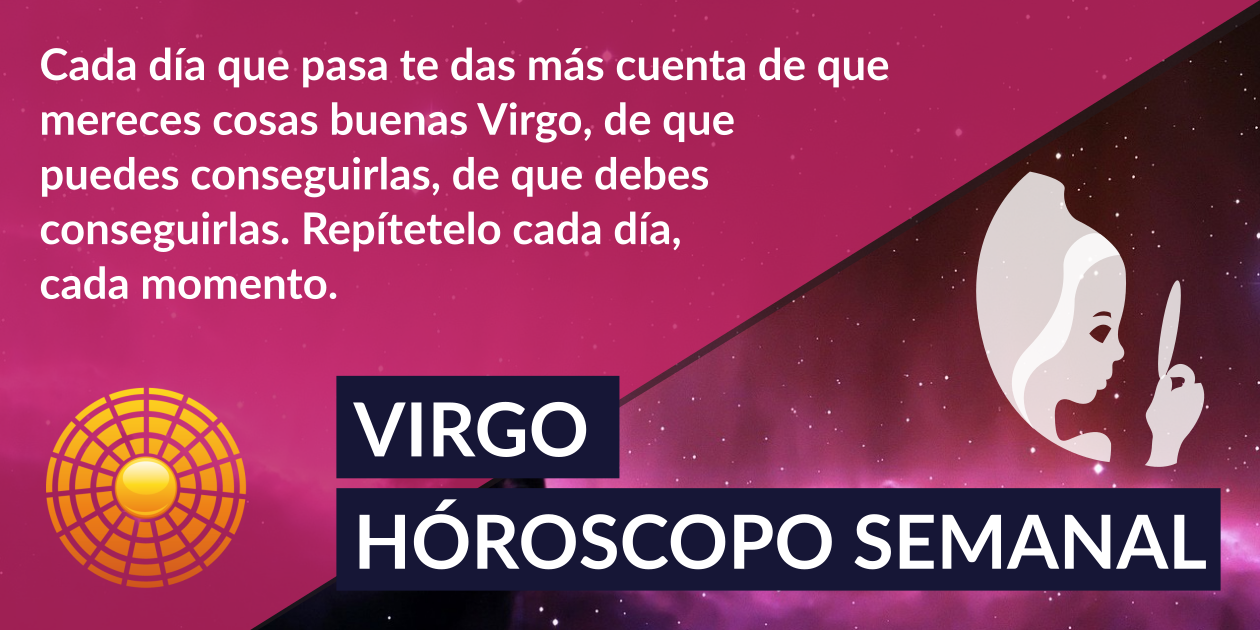 Cada día que pasa te das más cuenta de que
mereces cosas buenas Virgo, de que
puedes conseguirlas, de que debes
conseguirlas. Repítetelo cada día,
cada momento.
VIRGO
HÓROSCOPO SEMANAL